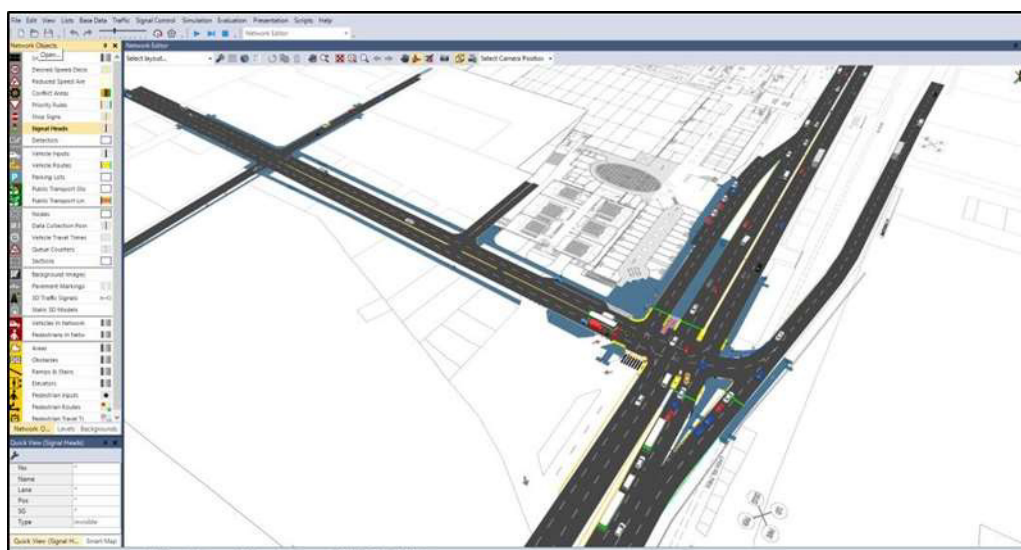 File Edit View Lists Base Data Traffic Signal Control Simulation Evaluation Presentation Scripts Help
Network Editor
Network Objects
Network Editor
Open...
Select layout...
Select Camera Position
Desired Speed Decis
Reduced Speed Are
Conflict Areas
Priority Rules
Stop Signs
Signal Heads
Detectors
Vehicle Inputs
Vehicle Routes
Parking Lots
Public Transport Sto
Public Transport Lin
Nodes
Data Collection Poin
Vehicle Travel Times
Queue Counters
Sections
Background Images
Pavement Markings
3D Traffic Signals
Static 3D Models
Vehicles In Network
Pedestrians In Netw
Areas
Obstacles
Ramps & Stairs
Elevators
Pedestrian Inputs
Pedestrian Routes
Pedestrian Travel Ti
Network O... Levels Backgrounds
Quick View (Signal Heads)
No *
Name
Lane *
Pos *
SG *
Type Invisible
Quick View (Signal H... Smart Map